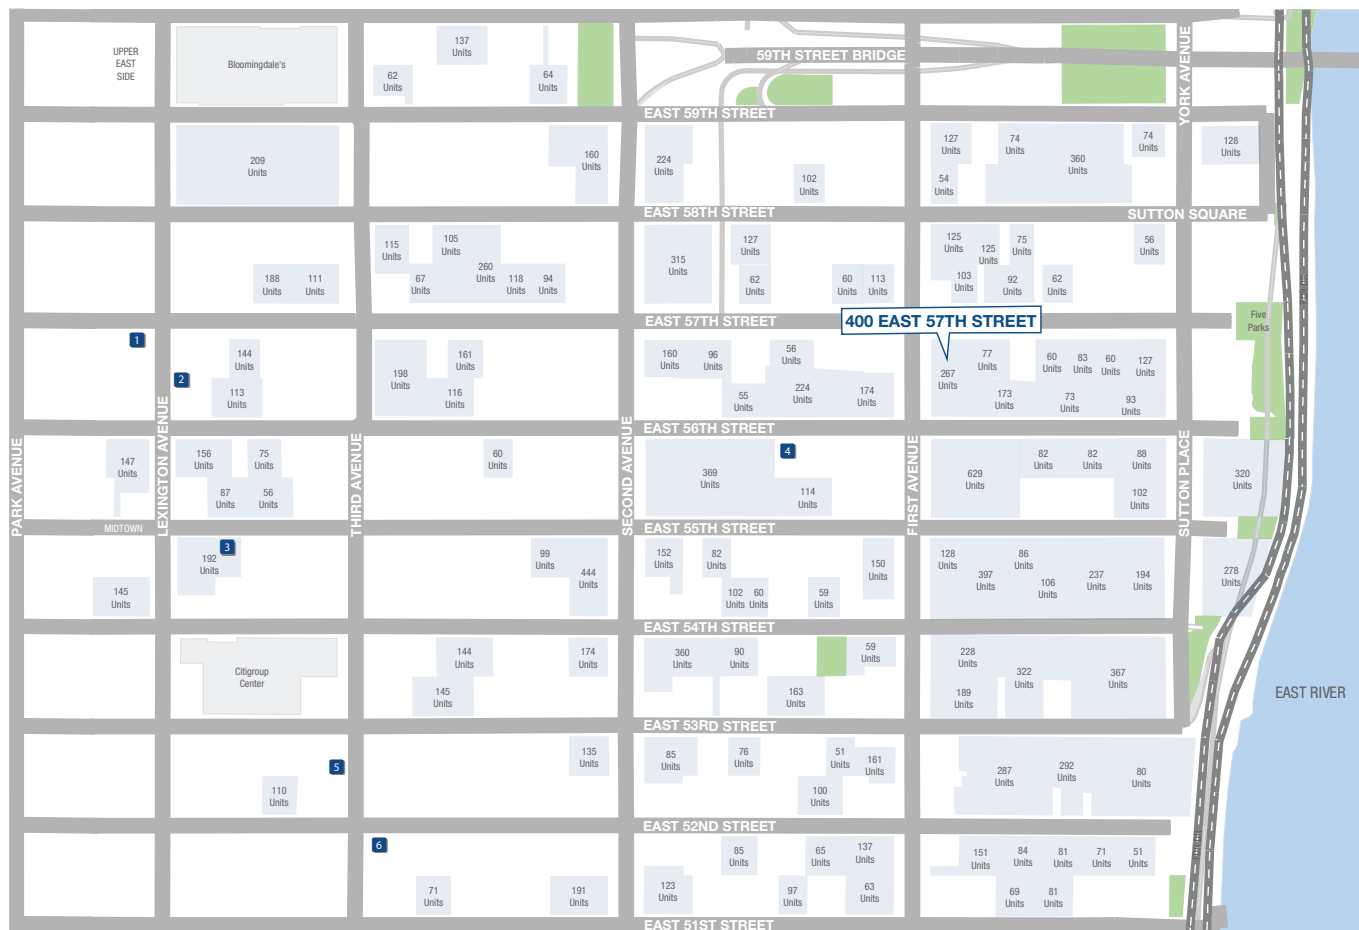 UPPER
EAST
SIDE
Bloomingdale's
137
Units
62
Units
64
Units
59TH STREET BRIDGE
YORK AVENUE
EAST 59TH STREET
209
Units
160
Units
224
Units
102
Units
127
Units
54
Units
74
Units
360
Units
74
Units
128
Units
EAST 58TH STREET
SUTTON SQUARE
188
Units
111
Units
115
Units
105
Units
67
Units
260
Units
118
Units
94
Units
315
Units
127
Units
62
Units
60
Units
113
Units
125
Units
125
Units
103
Units
75
Units
92
Units
62
Units
56
Units
EAST 57TH STREET
400 EAST 57TH STREET
Five
Parks
1
2
144
Units
113
Units
198
Units
161
Units
116
Units
160
Units
96
Units
55
Units
56
Units
224
Units
174
Units
267
Units
77
Units
173
Units
60
Units
83
Units
60
Units
127
Units
73
Units
93
Units
EAST 56TH STREET
PARK AVENUE
LEXINGTON AVENUE
THIRD AVENUE
SECOND AVENUE
FIRST AVENUE
SUTTON PLACE
147
Units
156
Units
75
Units
87
Units
56
Units
60
Units
369
Units
4
114
Units
629
Units
82
Units
82
Units
88
Units
102
Units
320
Units
MIDTOWN
EAST 55TH STREET
145
Units
192
Units
3
99
Units
444
Units
152
Units
82
Units
102
Units
60
Units
59
Units
150
Units
128
Units
397
Units
86
Units
106
Units
237
Units
194
Units
278
Units
EAST 54TH STREET
Citigroup
Center
144
Units
145
Units
174
Units
360
Units
90
Units
163
Units
59
Units
228
Units
189
Units
322
Units
367
Units
EAST RIVER
EAST 53RD STREET
5
110
Units
135
Units
85
Units
76
Units
51
Units
161
Units
100
Units
287
Units
292
Units
80
Units
EAST 52ND STREET
6
71
Units
191
Units
85
Units
123
Units
65
Units
137
Units
97
Units
63
Units
151
Units
84
Units
81
Units
71
Units
51
Units
69
Units
81
Units
EAST 51ST STREET